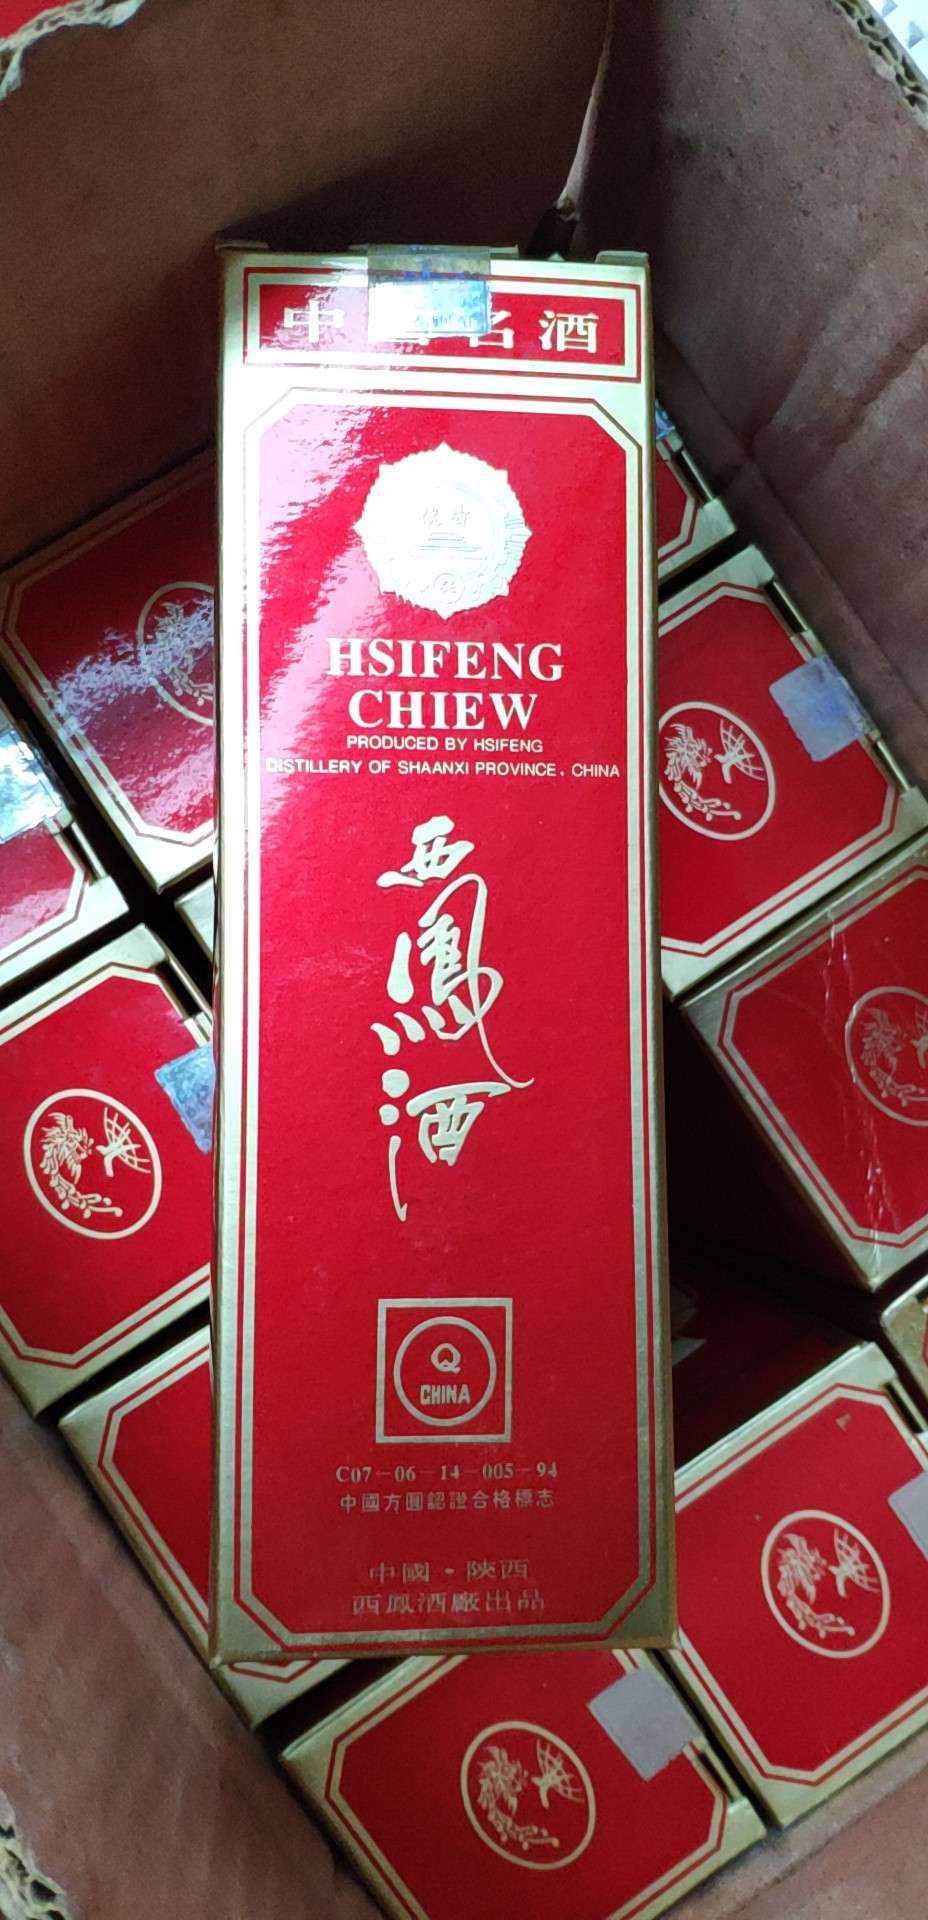 中國名酒
HSIFENG
CHIEW
PRODUCED BY HSIFENG
DISTILLERY OF SHAANXI PROVINCE. CHINA
西
鳳
酒
Q
CHINA
C07-06-14-005-94
中國方圓認證合格標志
中國·陝西
西鳳酒廠出品